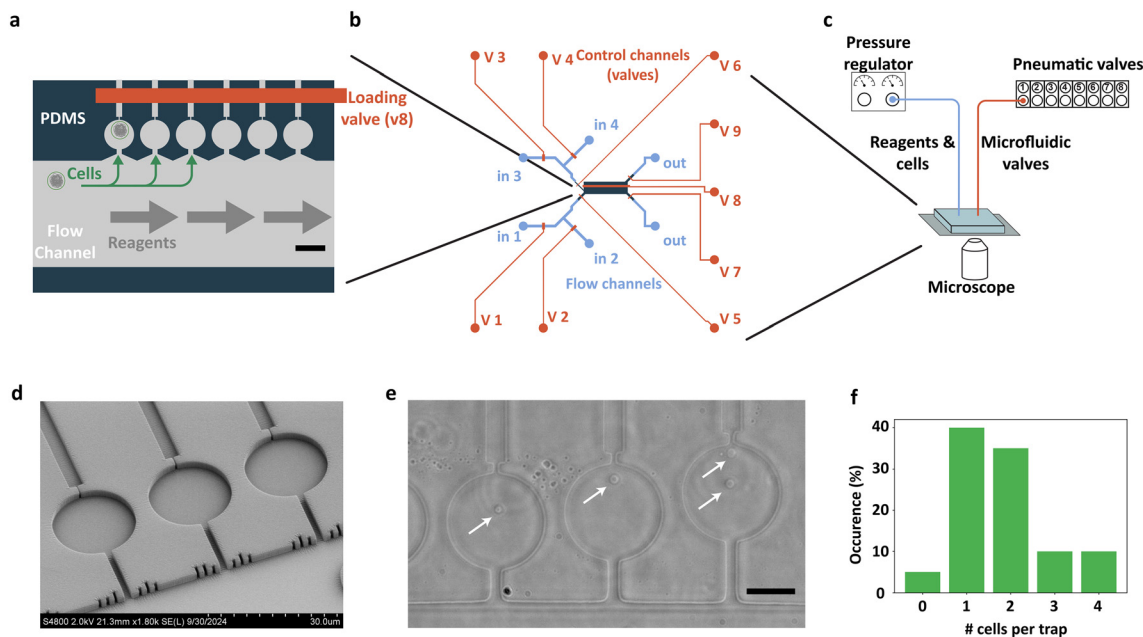 a
PDMS
Loading
valve (v8)
Cells
Flow
Channel
Reagents
b
V 3
V 4
Control channels
(valves)
V 6
in 4
V 9
in 3
out
V 8
in 1
out
in 2
V 7
Flow channels
V 1
V 2
V 5
c
Pressure
regulator
Pneumatic valves
1 2 3 4 5 6 7 8
Reagents &
cells
Microfluidic
valves
Microscope
d
S4800 2.0kV 21.3mm x1.80k SE(L) 9/30/2024
30.0um
e
f
Occurence (%)
40
30
20
10
0
0 1 2 3 4
# cells per trap